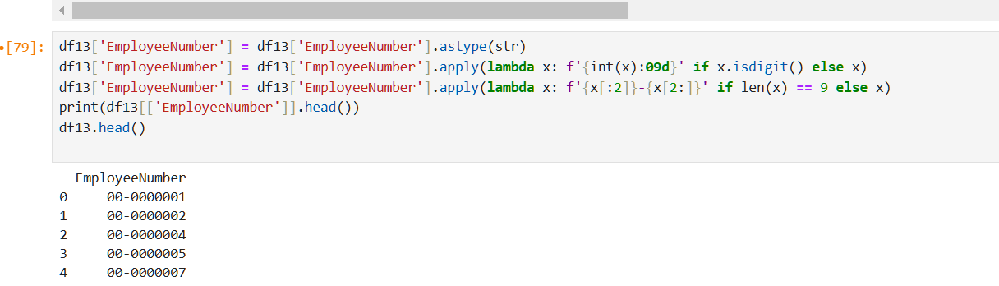 [79]:
df13['EmployeeNumber'] = df13['EmployeeNumber'].astype(str)
df13['EmployeeNumber'] = df13['EmployeeNumber'].apply(lambda x: f'{int(x):09d}' if x.isdigit() else x)
df13['EmployeeNumber'] = df13['EmployeeNumber'].apply(lambda x: f'{x[:2]}-{x[2:]}' if len(x) == 9 else x)
print(df13[['EmployeeNumber']].head())
df13.head()
EmployeeNumber
0 00-0000001
1 00-0000002
2 00-0000004
3 00-0000005
4 00-0000007